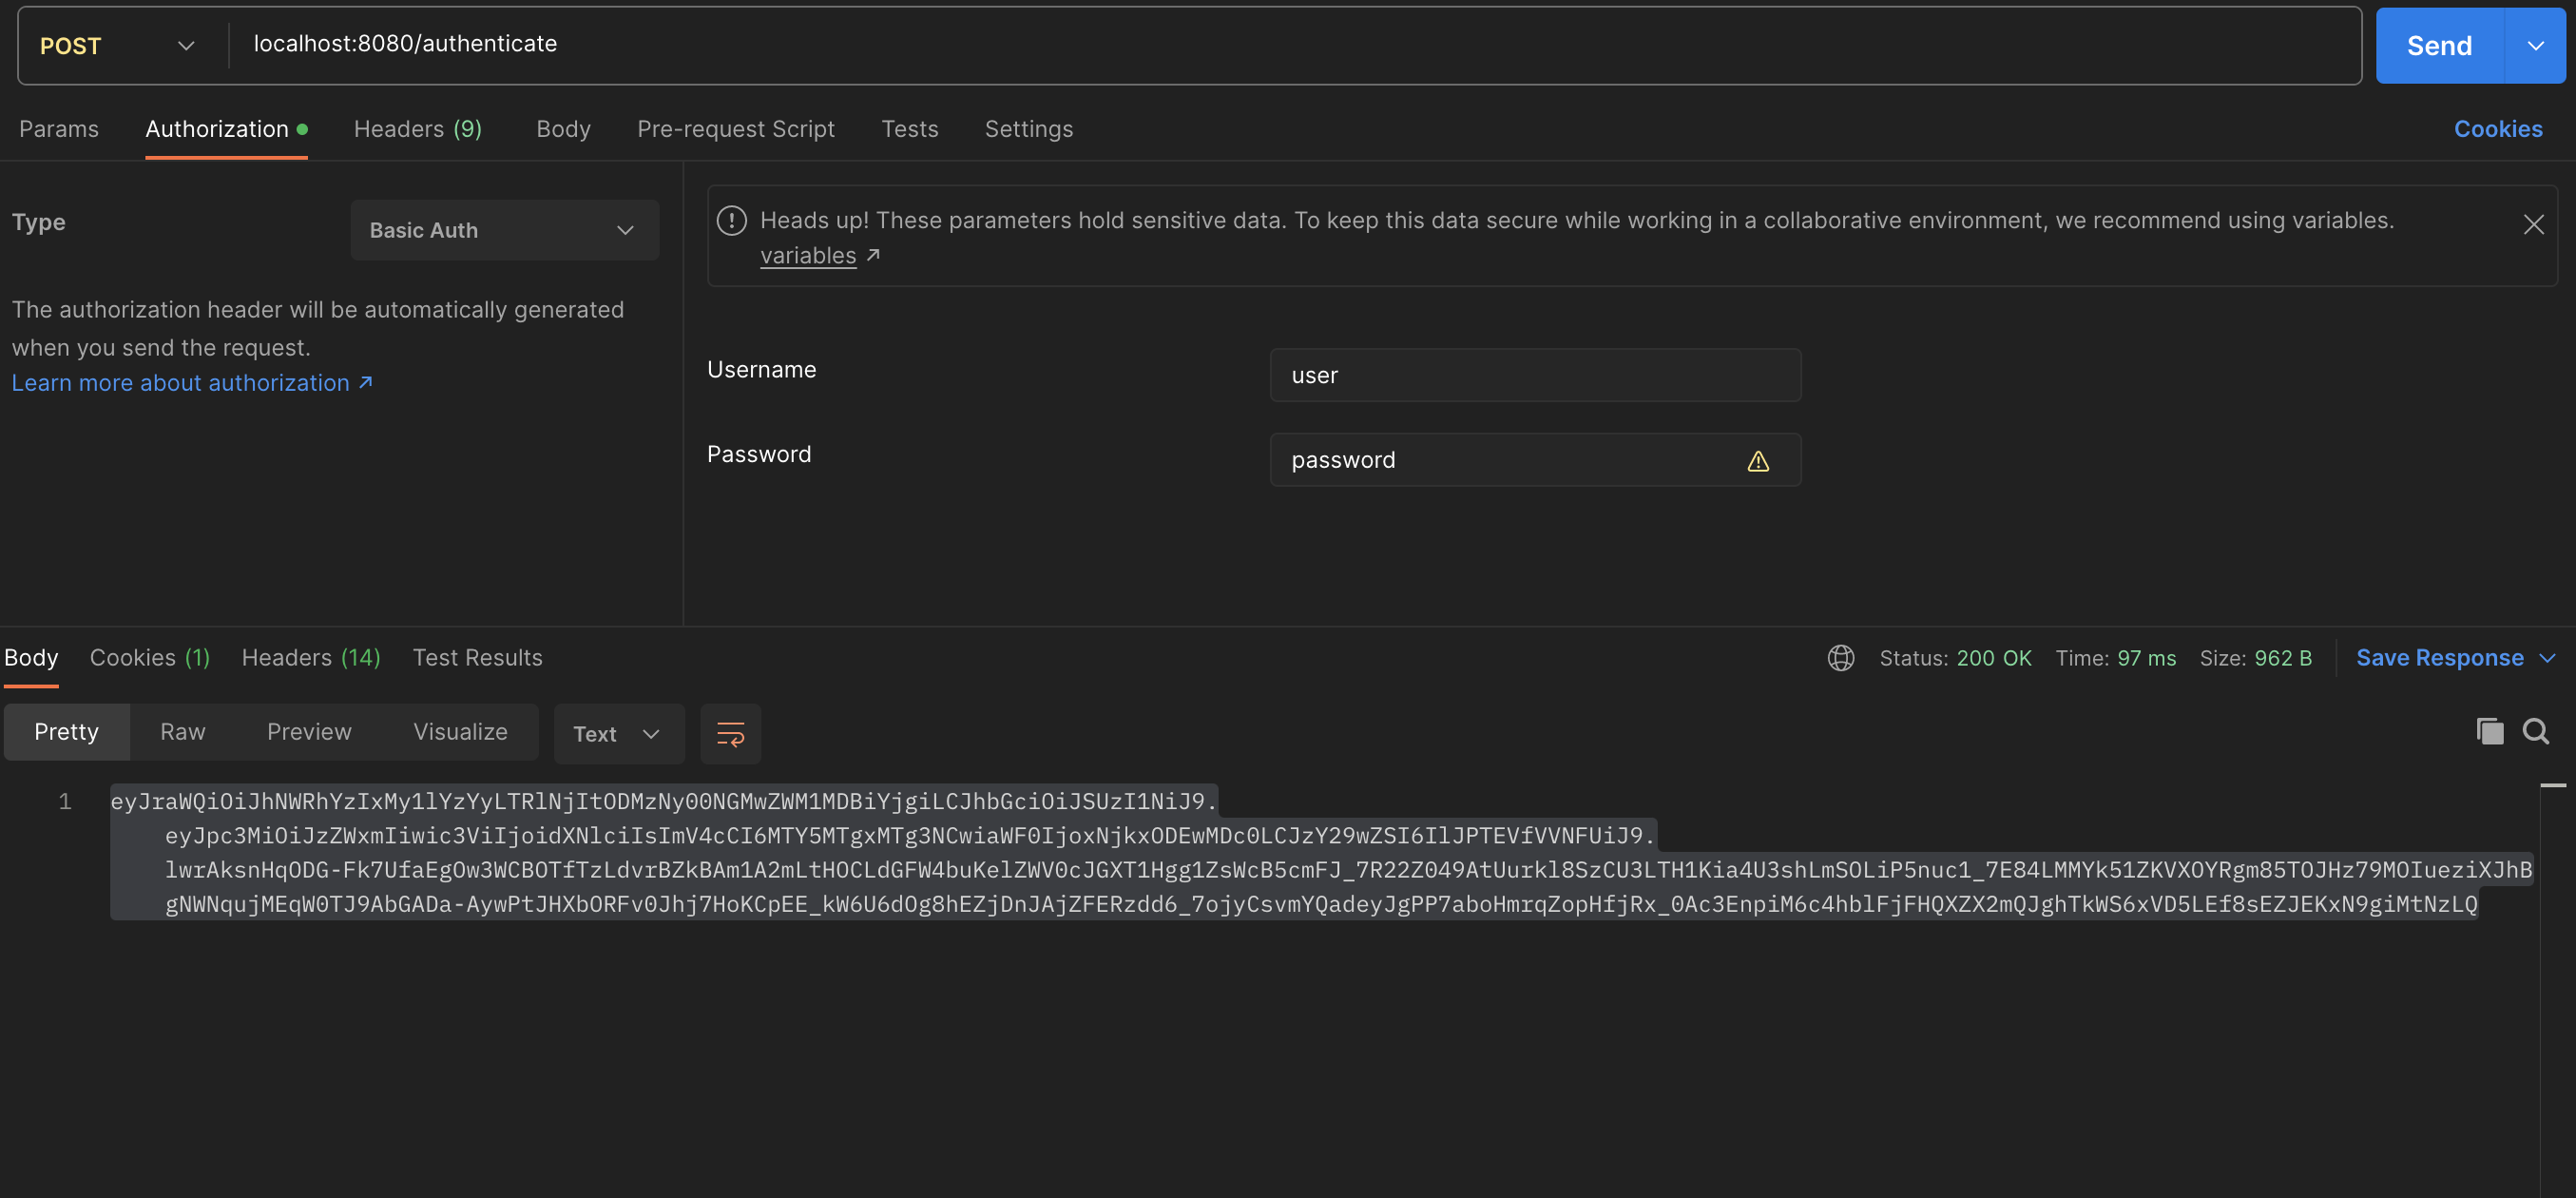 POST
localhost:8080/authenticate
Send
Params Authorization Headers (9) Body Pre-request Script Tests Settings Cookies
Type
Basic Auth
The authorization header will be automatically generated
when you send the request.
Learn more about authorization ↗
Heads up! These parameters hold sensitive data. To keep this data secure while working in a collaborative environment, we recommend using variables.
variables ↗
Username
user
Password
password
Body Cookies (1) Headers (14) Test Results
Status: 200 OK Time: 97 ms Size: 962 B Save Response
Pretty Raw Preview Visualize Text
1 eyJraWQiOiJhNWRhYzIxMy1lYzYyLTRlNjItODMzNy00NGMwZWM1MDBiYjgiLCJhbGciOiJSUzI1NiJ9.
eyJpc3MiOiJzZWxmIiwic3ViIjoidXNlciIsImV4cCI6MTY5MTgxMTg3NCwiaWF0IjoxNjkxODEwMDc0LCJzY29wZSI6IlJPTEVfVVNFUiJ9.
lwrAksnHqODG-Fk7UfaEgOw3WCBOTfTzLdvrBZkBAm1A2mLtHOCLdGFW4buKelZWV0cJGXT1Hgg1ZsWcB5cmFJ_7R22Z049AtUurkl8SzCU3LTH1Kia4U3shLmSOLiP5nuc1_7E84LMMYk51ZKVXOYRgm85TOJHz79MOIueziXJhB
gNWNqujMEqW0TJ9AbGADa-AywPtJHXbORFv0Jhj7HoKCpEE_kW6U6dOg8hEZjDnJAjZFERzdd6_7ojyCsvmYQadeyJgPP7aboHmrqZopHfjRx_0Ac3EnpiM6c4hblFjFHQXZX2mQJghTkWS6xVD5LEf8sEZJEKxN9giMtNzLQ